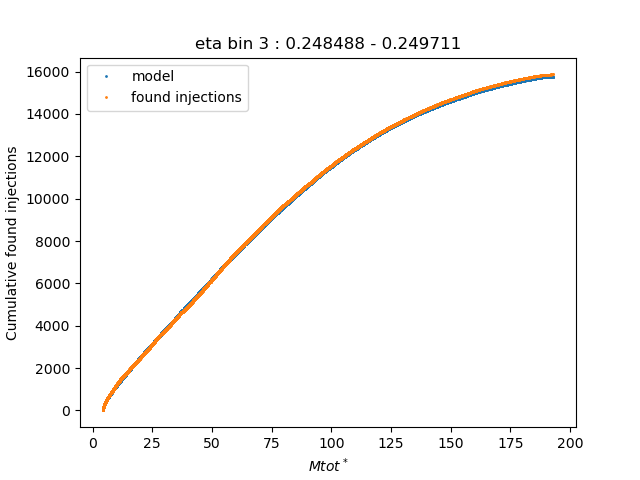 eta bin 3 : 0.248488 - 0.249711
model
found injections
Cumulative found injections
16000
14000
12000
10000
8000
6000
4000
2000
0
0 25 50 75 100 125 150 175 200
Mtot*